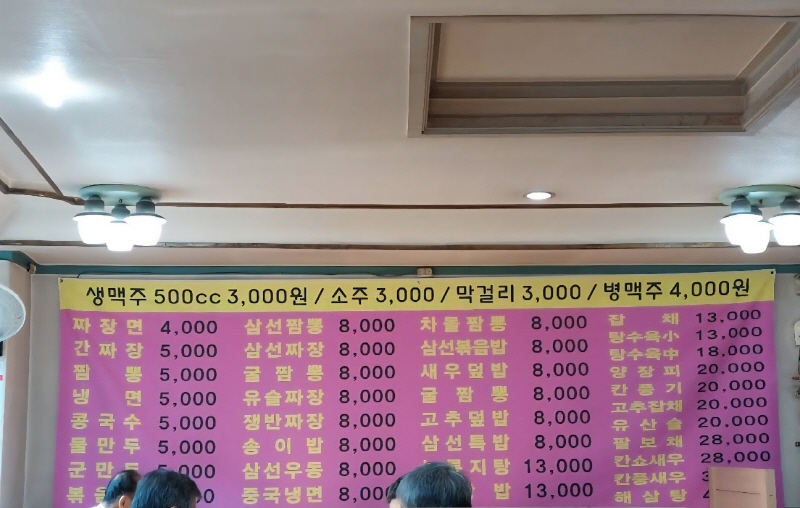 생맥주 500cc 3,000원 / 소주 3,000 / 막걸리 3,000 / 병맥주 4,000원
짜장면 4,000
간짜장 5,000
짬뽕 5,000
냉면 5,000
콩국수 5,000
물만두 5,000
군만두 5,000
볶음
삼선짬뽕 8,000
삼선짜장 8,000
굴짬뽕 8,000
유슬짜장 8,000
쟁반짜장 8,000
송이밥 8,000
삼선우동 8,000
중국냉면 8,000
차돌짬뽕 8,000
삼선볶음밥 8,000
새우덮밥 8,000
굴짬뽕 8,000
고추덮밥 8,000
삼선특밥 8,000
지탕 13,000
밥 13,000
잡채 13,000
탕수육小 13,000
탕수육中 18,000
양장피 20,000
깐풍기 20,000
고추잡채 20,000
유산슬 20,000
팔보채 28,000
깐쇼새우 28,000
깐풍새우
해삼탕